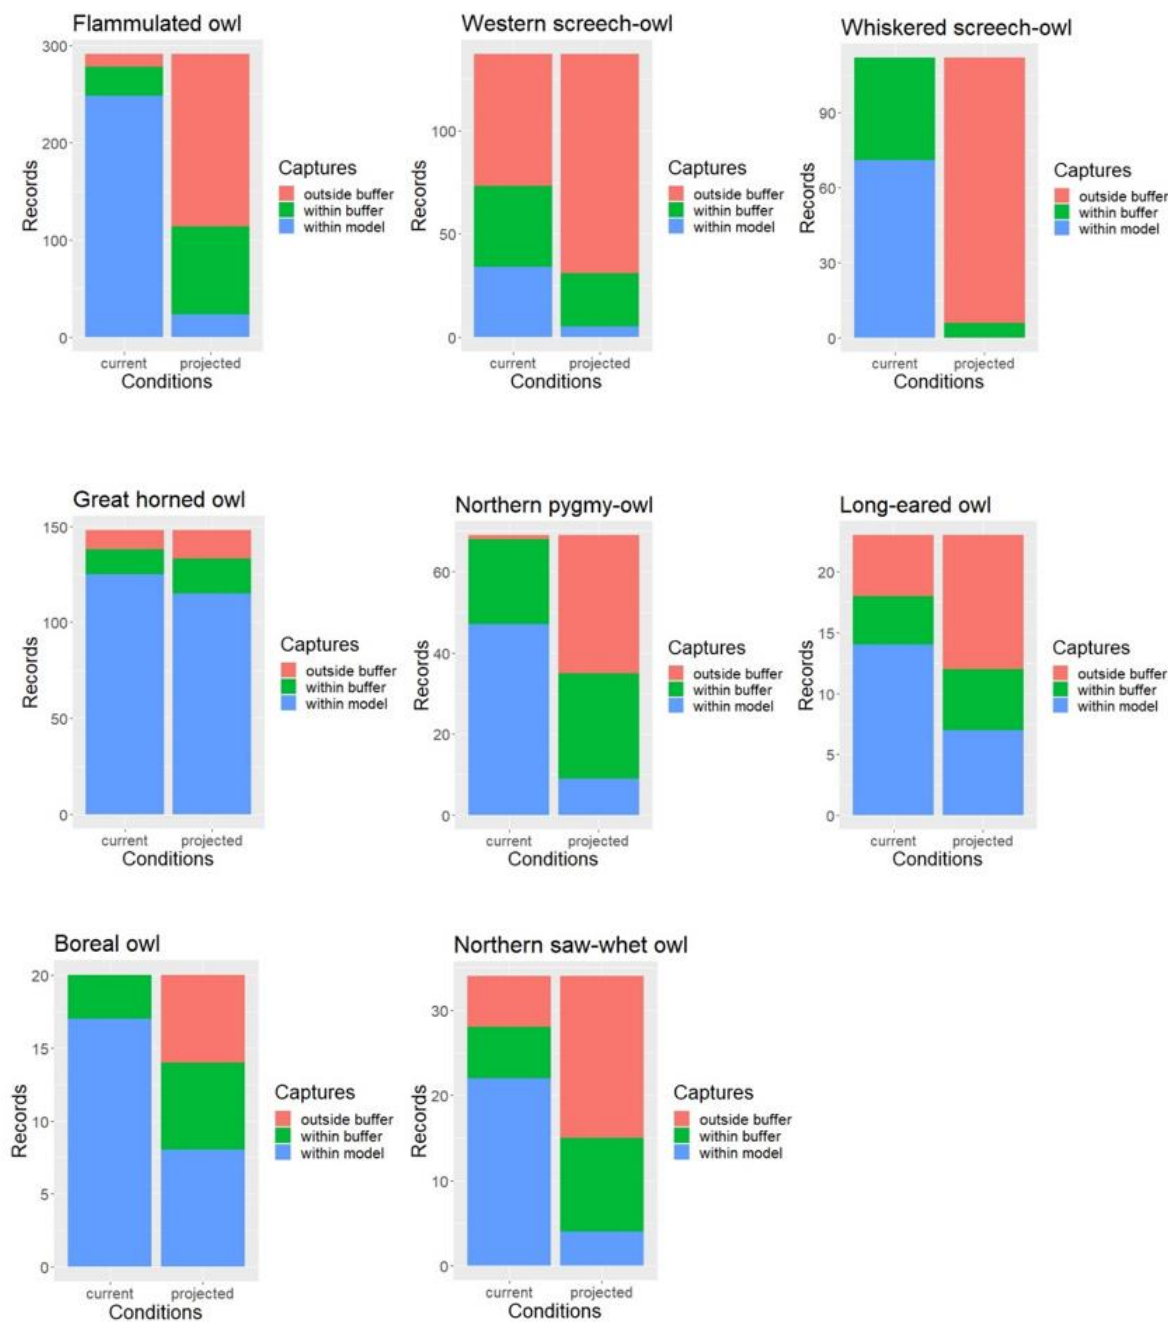 Flammulated owl
300
200
100
0
Records
current projected
Conditions
Captures
outside buffer
within buffer
within model
Western screech-owl
100
50
0
Records
current projected
Conditions
Captures
outside buffer
within buffer
within model
Whiskered screech-owl
90
60
30
0
Records
current projected
Conditions
Captures
outside buffer
within buffer
within model
Great horned owl
150
100
50
0
Records
current projected
Conditions
Captures
outside buffer
within buffer
within model
Northern pygmy-owl
60
40
20
0
Records
current projected
Conditions
Captures
outside buffer
within buffer
within model
Long-eared owl
20
15
10
5
0
Records
current projected
Conditions
Captures
outside buffer
within buffer
within model
Boreal owl
20
15
10
5
0
Records
current projected
Conditions
Captures
outside buffer
within buffer
within model
Northern saw-whet owl
30
20
10
0
Records
current projected
Conditions
Captures
outside buffer
within buffer
within model